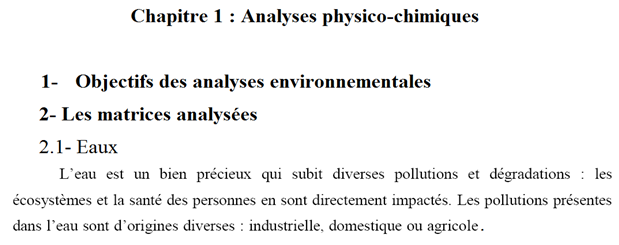 Chapitre 1 : Analyses physico-chimiques
1- Objectifs des analyses environnementales
2- Les matrices analysées
2.1- Eaux
L'eau est un bien précieux qui subit diverses pollutions et dégradations : les
écosystèmes et la santé des personnes en sont directement impactés. Les pollutions présentes
dans l'eau sont d'origines diverses : industrielle, domestique ou agricole.